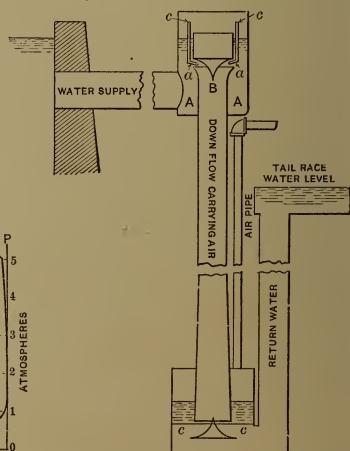 c c
a a
B
A A
WATER SUPPLY
DOWN FLOW CARRYING AIR
AIR PIPE
TAIL RACE
WATER LEVEL
RETURN WATER
c c
P
5
4
3
2
1
0
ATMOSPHERES